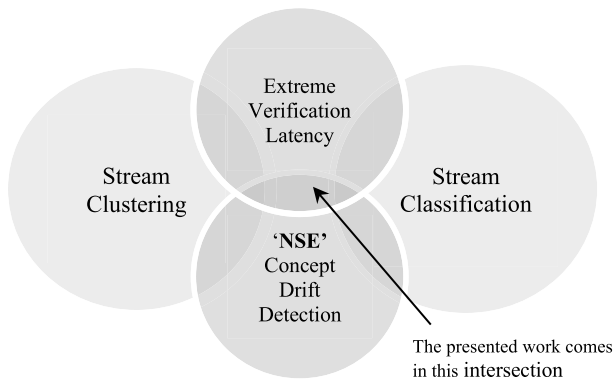 Extreme
Verification
Latency
Stream
Clustering
Stream
Classification
‘NSE’
Concept
Drift
Detection
The presented work comes
in this intersection